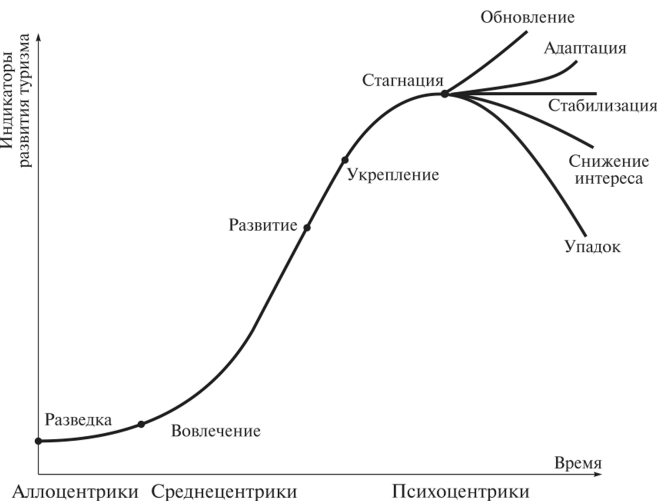 Обновление
Адаптация
Стагнация
Стабилизация
Индикаторы
развития туризма
Снижение
интереса
Укрепление
Развитие
Упадок
Разведка
Вовлечение
Время
Аллоцентрики Среднецентрики Психоцентрики